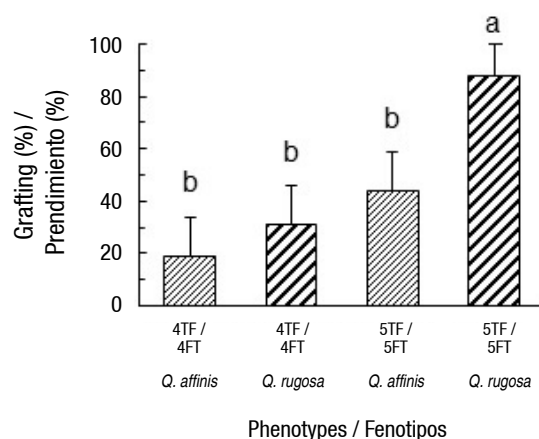 Grafting (%) /
Prendimiento (%)
100
80
60
40
20
0
b
b
b
a
4TF /
4FT
4TF /
4FT
5TF /
5FT
5TF /
5FT
Q. affinis
Q. rugosa
Q. affinis
Q. rugosa
Phenotypes / Fenotipos